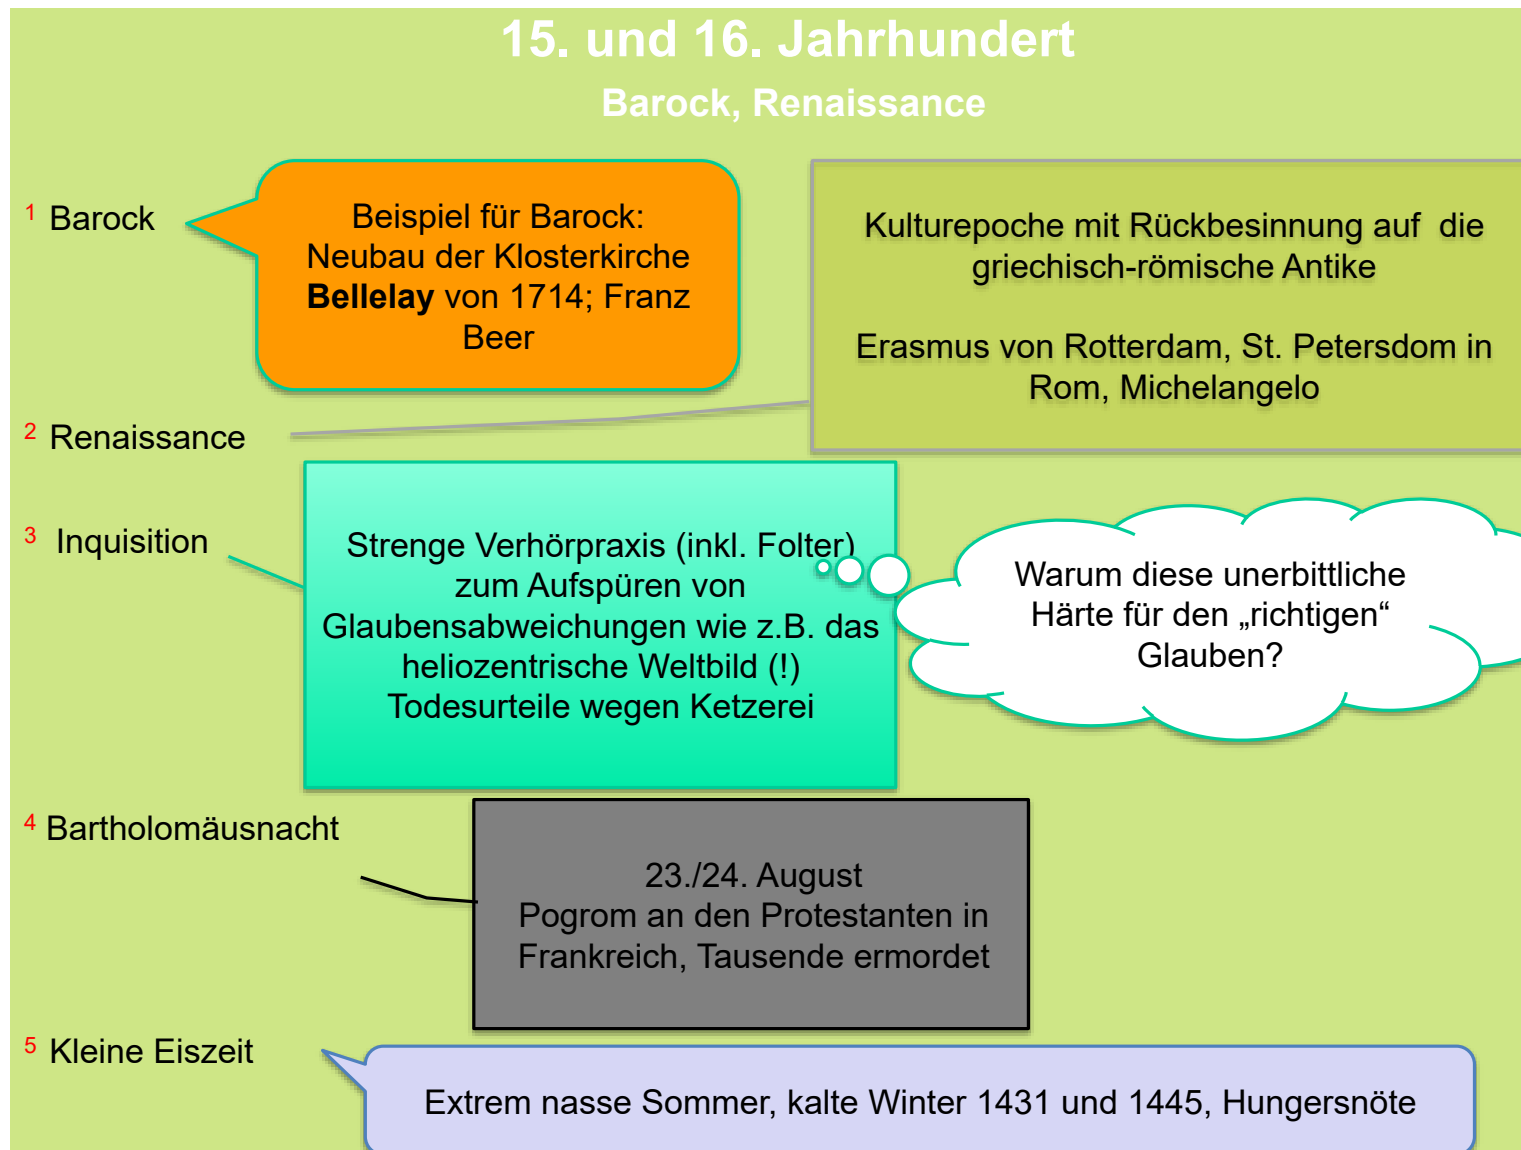 15. und 16. Jahrhundert
Barock, Renaissance
1 Barock
Beispiel für Barock:
Neubau der Klosterkirche
Bellelay von 1714; Franz
Beer
Kulturepoche mit Rückbesinnung auf die
griechisch-römische Antike
Erasmus von Rotterdam, St. Petersdom in
Rom, Michelangelo
2 Renaissance
3 Inquisition
Strenge Verhörpraxis (inkl. Folter)
zum Aufspüren von
Glaubensabweichungen wie z.B. das
heliozentrische Weltbild (!)
Todesurteile wegen Ketzerei
Warum diese unerbittliche
Härte für den „richtigen“
Glauben?
4 Bartholomäusnacht
23./24. August
Pogrom an den Protestanten in
Frankreich, Tausende ermordet
5 Kleine Eiszeit
Extrem nasse Sommer, kalte Winter 1431 und 1445, Hungersnöte